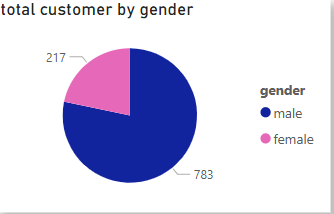 total customer by gender
217
gender
male
female
783